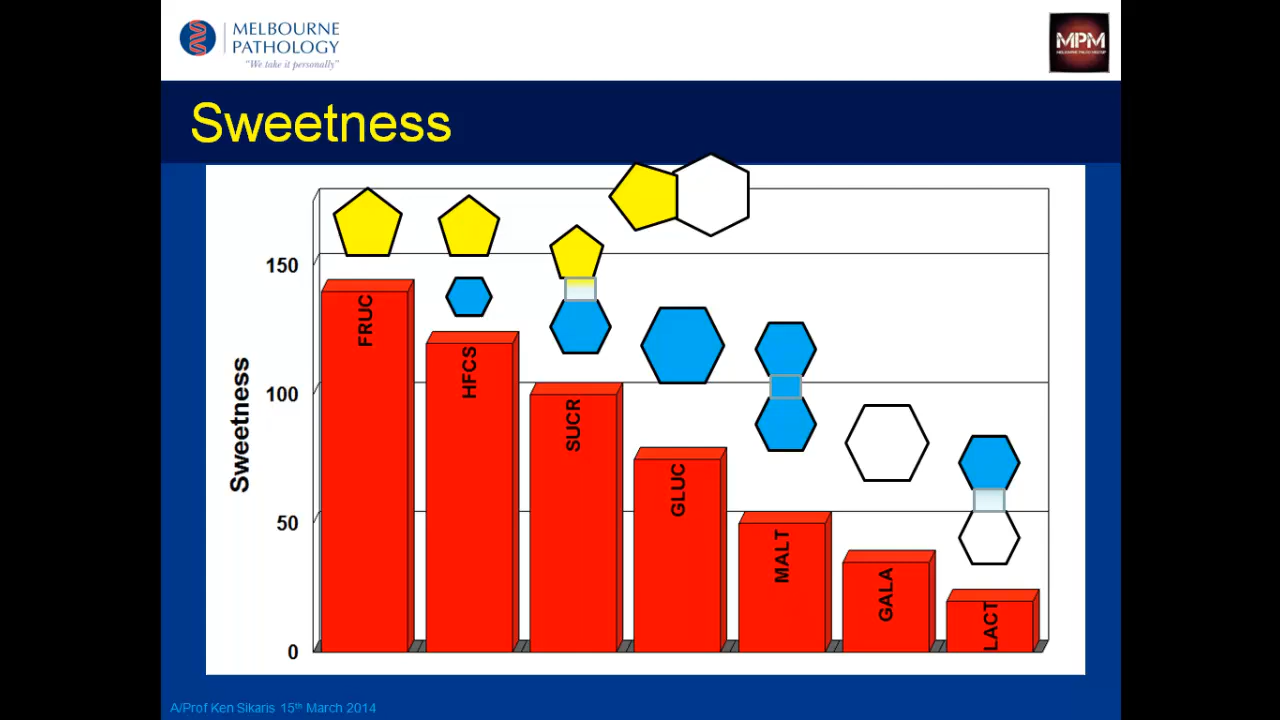 MELBOURNE
PATHOLOGY
"We take it personally"
MPM
Sweetness
Sweetness
150
100
50
0
FRUC
HFCS
SUCR
GLUC
MALT
GALA
LACT
A/Prof Ken Sikaris 15th March 2014